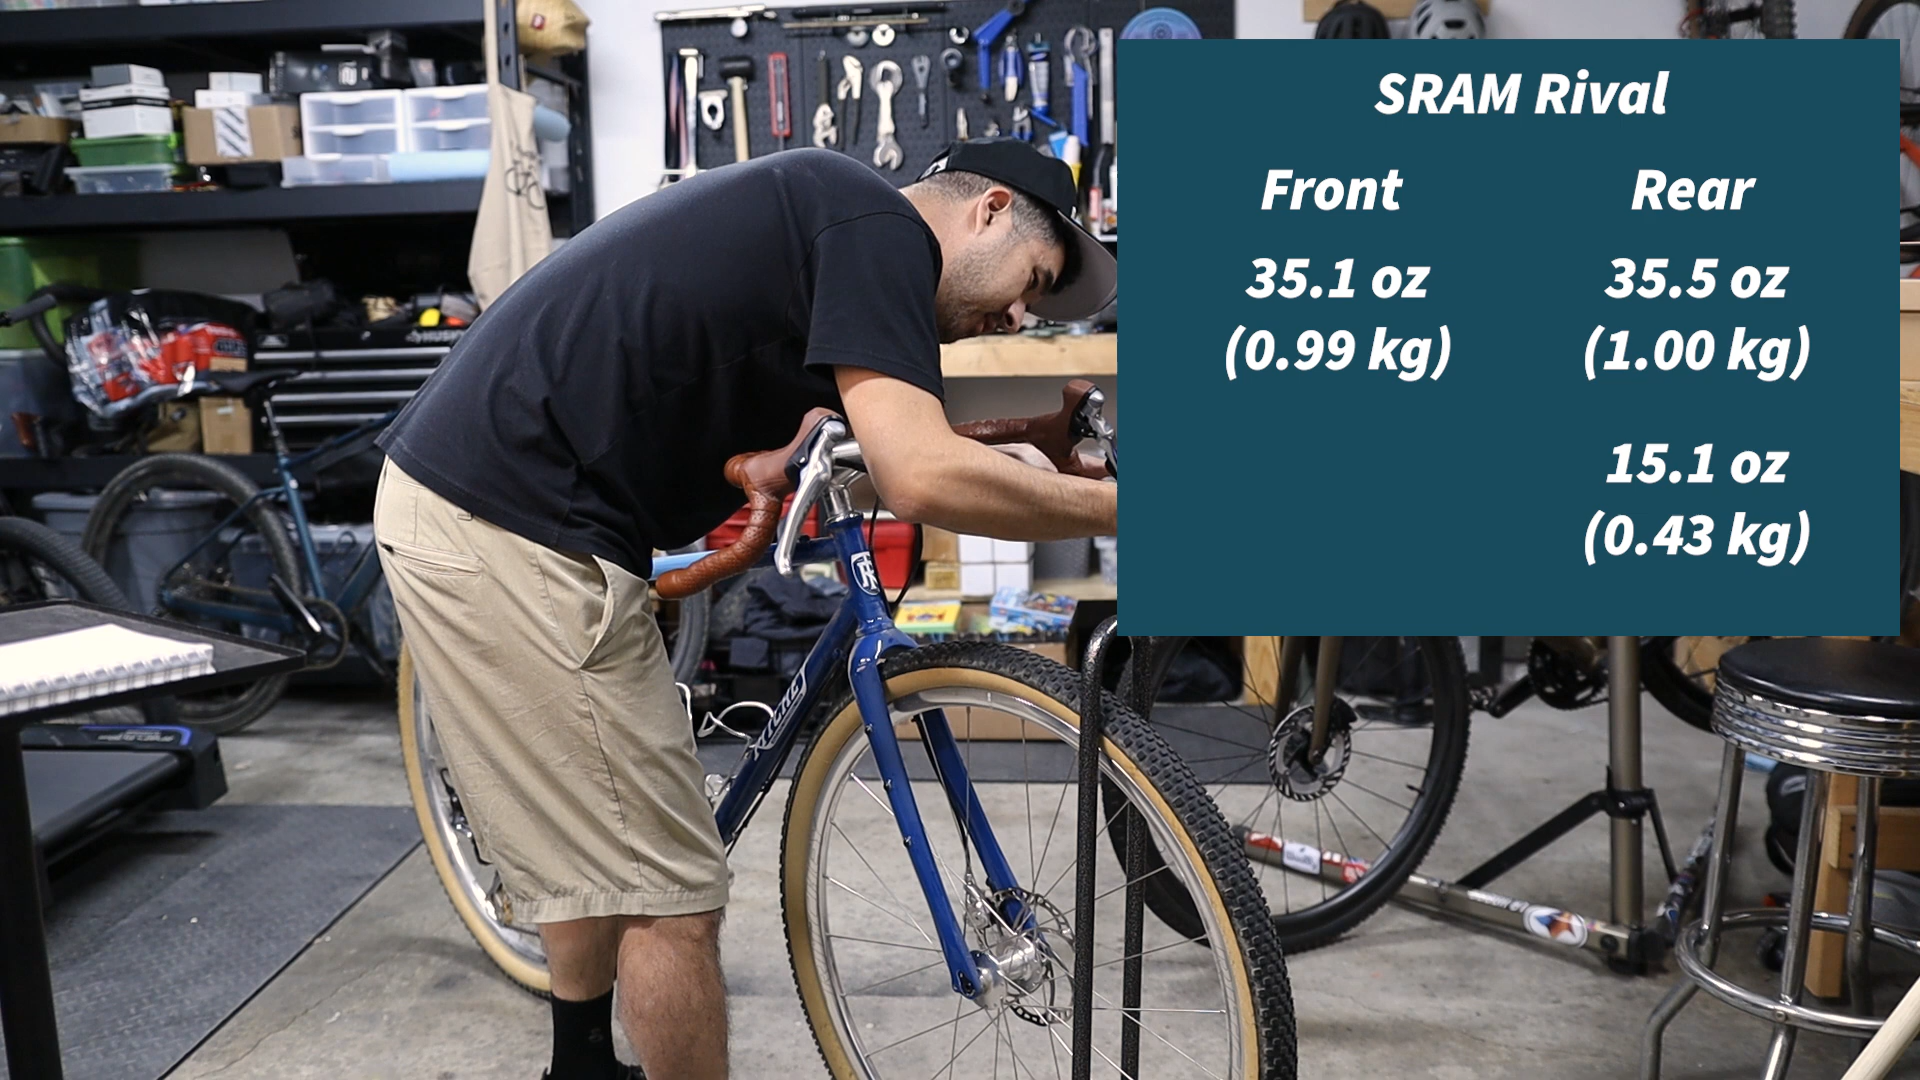 SRAM Rival
Front Rear
35.1 oz 35.5 oz
(0.99 kg) (1.00 kg)
15.1 oz
(0.43 kg)